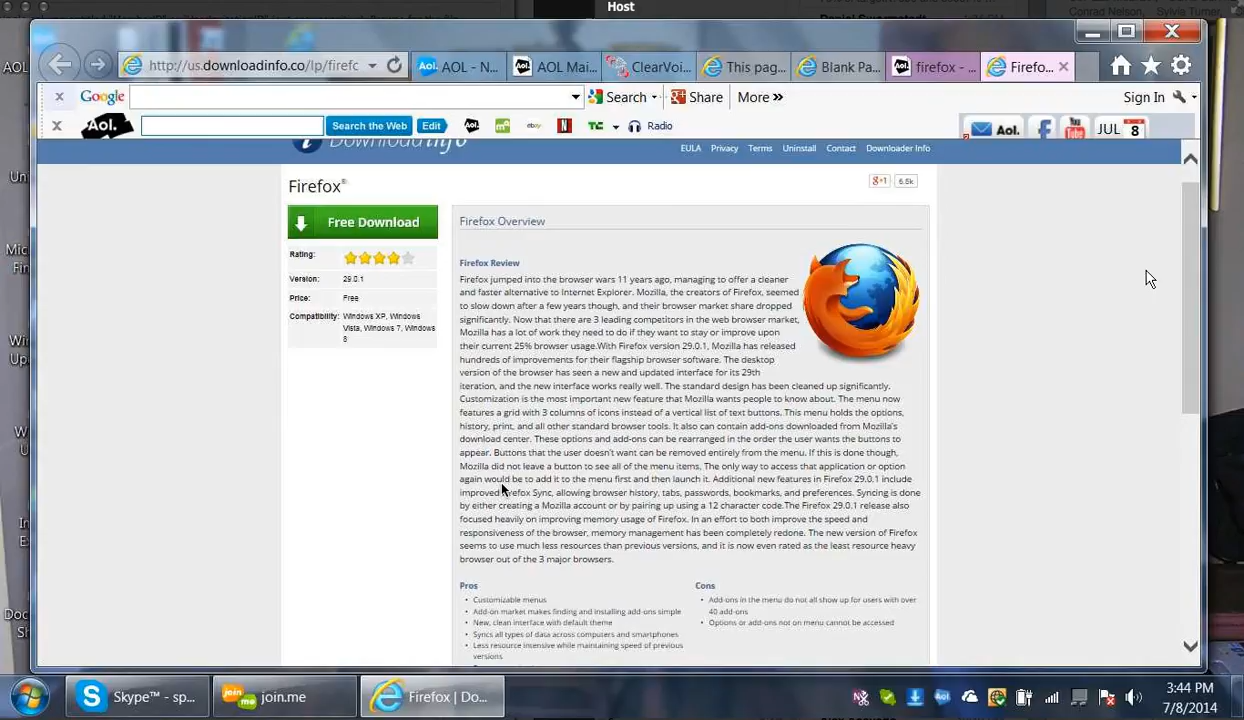 Host
http://us.downloadinfo.co/lp/firefc
AOL - N...
AOL Mai...
ClearVoi...
This pag...
Blank Pa...
firefox - ...
Firefo...
Google
Search
Share
More »
Sign In
Aol.
Search the Web
Edit
ebay
N
TC
Radio
Aol.
You Tube
JUL 8
EULA
Privacy
Terms
Uninstall
Contact
Downloader Info
Firefox®
+1
6.5k
Free Download
Rating:
Version: 29.0.1
Price: Free
Compatibility: Windows XP, Windows
Vista, Windows 7, Windows
8
Firefox Overview
Firefox Review
Firefox jumped into the browser wars 11 years ago, managing to offer a cleaner
and faster alternative to Internet Explorer. Mozilla, the creators of Firefox, seemed
to slow down after a few years though, and their browser market share dropped
significantly. Now that there are 3 leading competitors in the web browser market,
Mozilla has a lot of work they need to do if they want to stay or improve upon
their current 25% browser usage.With Firefox version 29.0.1, Mozilla has released
hundreds of improvements for their flagship browser software. The desktop
version of the browser has seen a new and updated interface for its 29th
iteration, and the new interface works really well. The standard design has been cleaned up significantly.
Customization is the most important new feature that Mozilla wants people to know about. The menu now
features a grid with 3 columns of icons instead of a vertical list of text buttons. This menu holds the options,
history, print, and all other standard browser tools. It also can contain add-ons downloaded from Mozilla's
download center. These options and add-ons can be rearranged in the order the user wants the buttons to
appear. Buttons that the user doesn't want can be removed entirely from the menu. If this is done though,
Mozilla did not leave a button to see all of the menu items. The only way to access that application or option
again would be to add it to the menu first and then launch it. Additional new features in Firefox 29.0.1 include
improved Firefox Sync, allowing browser history, tabs, passwords, bookmarks, and preferences. Syncing is done
by either creating a Mozilla account or by pairing up using a 12 character code.The Firefox 29.0.1 release also
focused heavily on improving memory usage of Firefox. In an effort to both improve the speed and
responsiveness of the browser, memory management has been completely redone. The new version of Firefox
seems to use much less resources than previous versions, and it is now even rated as the least resource heavy
browser out of the 3 major browsers.
Pros
Customizable menus
Add-on market makes finding and installing add-ons simple
New, clean interface with default theme
Syncs all types of data across computers and smartphones
Less resource intensive while maintaining speed of previous
versions
Cons
Add-ons in the menu do not all show up for users with over
40 add-ons
Options or add-ons not on menu cannot be accessed
Skype™ - sp...
join.me
join.me
Firefox | Do...
3:44 PM
7/8/2014